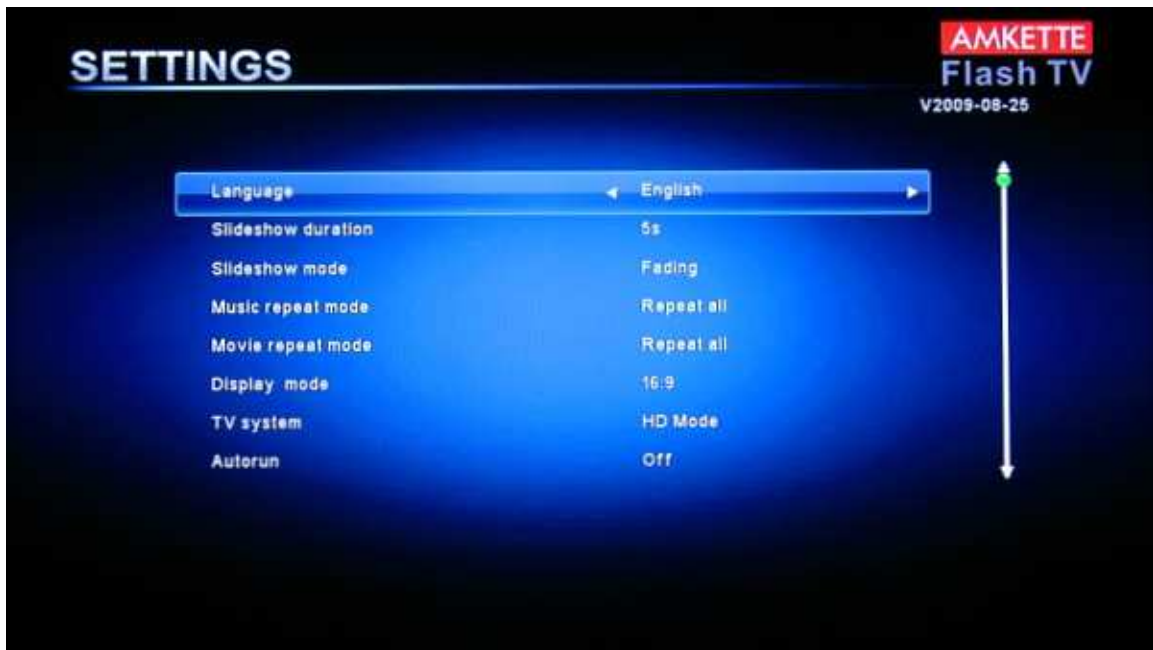 SETTINGS
AMKETTE
Flash TV
V2009-08-25
Language English
Slideshow duration 5s
Slideshow mode Fading
Music repeat mode Repeat all
Movie repeat mode Repeat all
Display mode 16:9
TV system HD Mode
Autorun Off